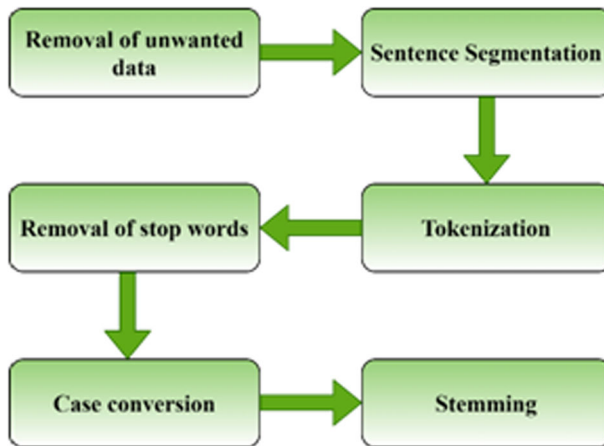 Removal of unwanted
data
Sentence Segmentation
Tokenization
Removal of stop words
Case conversion
Stemming